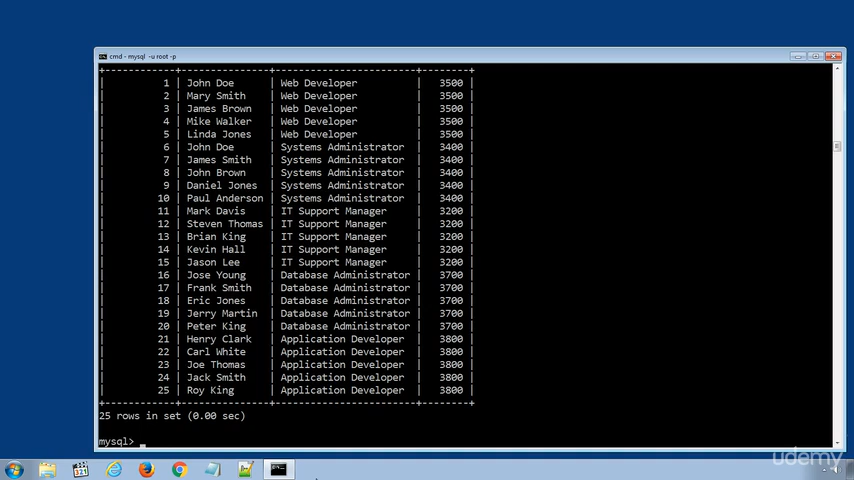 cmd - mysql -u root -p
+-----------+---------------+------------------------+--------+
| 1 | John Doe | Web Developer | 3500 |
| 2 | Mary Smith | Web Developer | 3500 |
| 3 | James Brown | Web Developer | 3500 |
| 4 | Mike Walker | Web Developer | 3500 |
| 5 | Linda Jones | Web Developer | 3500 |
| 6 | John Doe | Systems Administrator | 3400 |
| 7 | James Smith | Systems Administrator | 3400 |
| 8 | John Brown | Systems Administrator | 3400 |
| 9 | Daniel Jones | Systems Administrator | 3400 |
| 10 | Paul Anderson | Systems Administrator | 3400 |
| 11 | Mark Davis | IT Support Manager | 3200 |
| 12 | Steven Thomas | IT Support Manager | 3200 |
| 13 | Brian King | IT Support Manager | 3200 |
| 14 | Kevin Hall | IT Support Manager | 3200 |
| 15 | Jason Lee | IT Support Manager | 3200 |
| 16 | Jose Young | Database Administrator | 3700 |
| 17 | Frank Smith | Database Administrator | 3700 |
| 18 | Eric Jones | Database Administrator | 3700 |
| 19 | Jerry Martin | Database Administrator | 3700 |
| 20 | Peter King | Database Administrator | 3700 |
| 21 | Henry Clark | Application Developer | 3800 |
| 22 | Carl White | Application Developer | 3800 |
| 23 | Joe Thomas | Application Developer | 3800 |
| 24 | Jack Smith | Application Developer | 3800 |
| 25 | Roy King | Application Developer | 3800 |
+-----------+---------------+------------------------+--------+
25 rows in set (0.00 sec)
mysql> _
321
udemy